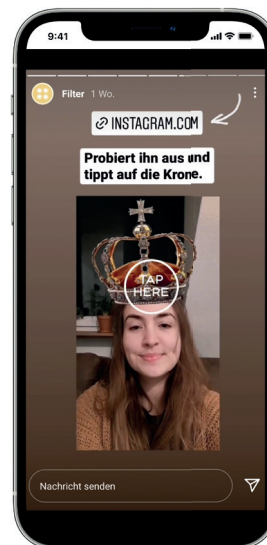 9:41
Filter 1 Wo.
INSTAGRAM.COM
Probiert ihn aus und
tippt auf die Krone.
TAP
HERE
Nachricht senden